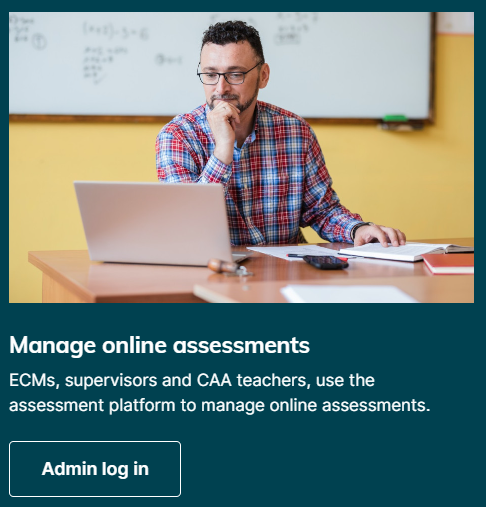 Manage online assessments
ECMs, supervisors and CAA teachers, use the
assessment platform to manage online assessments.
Admin log in